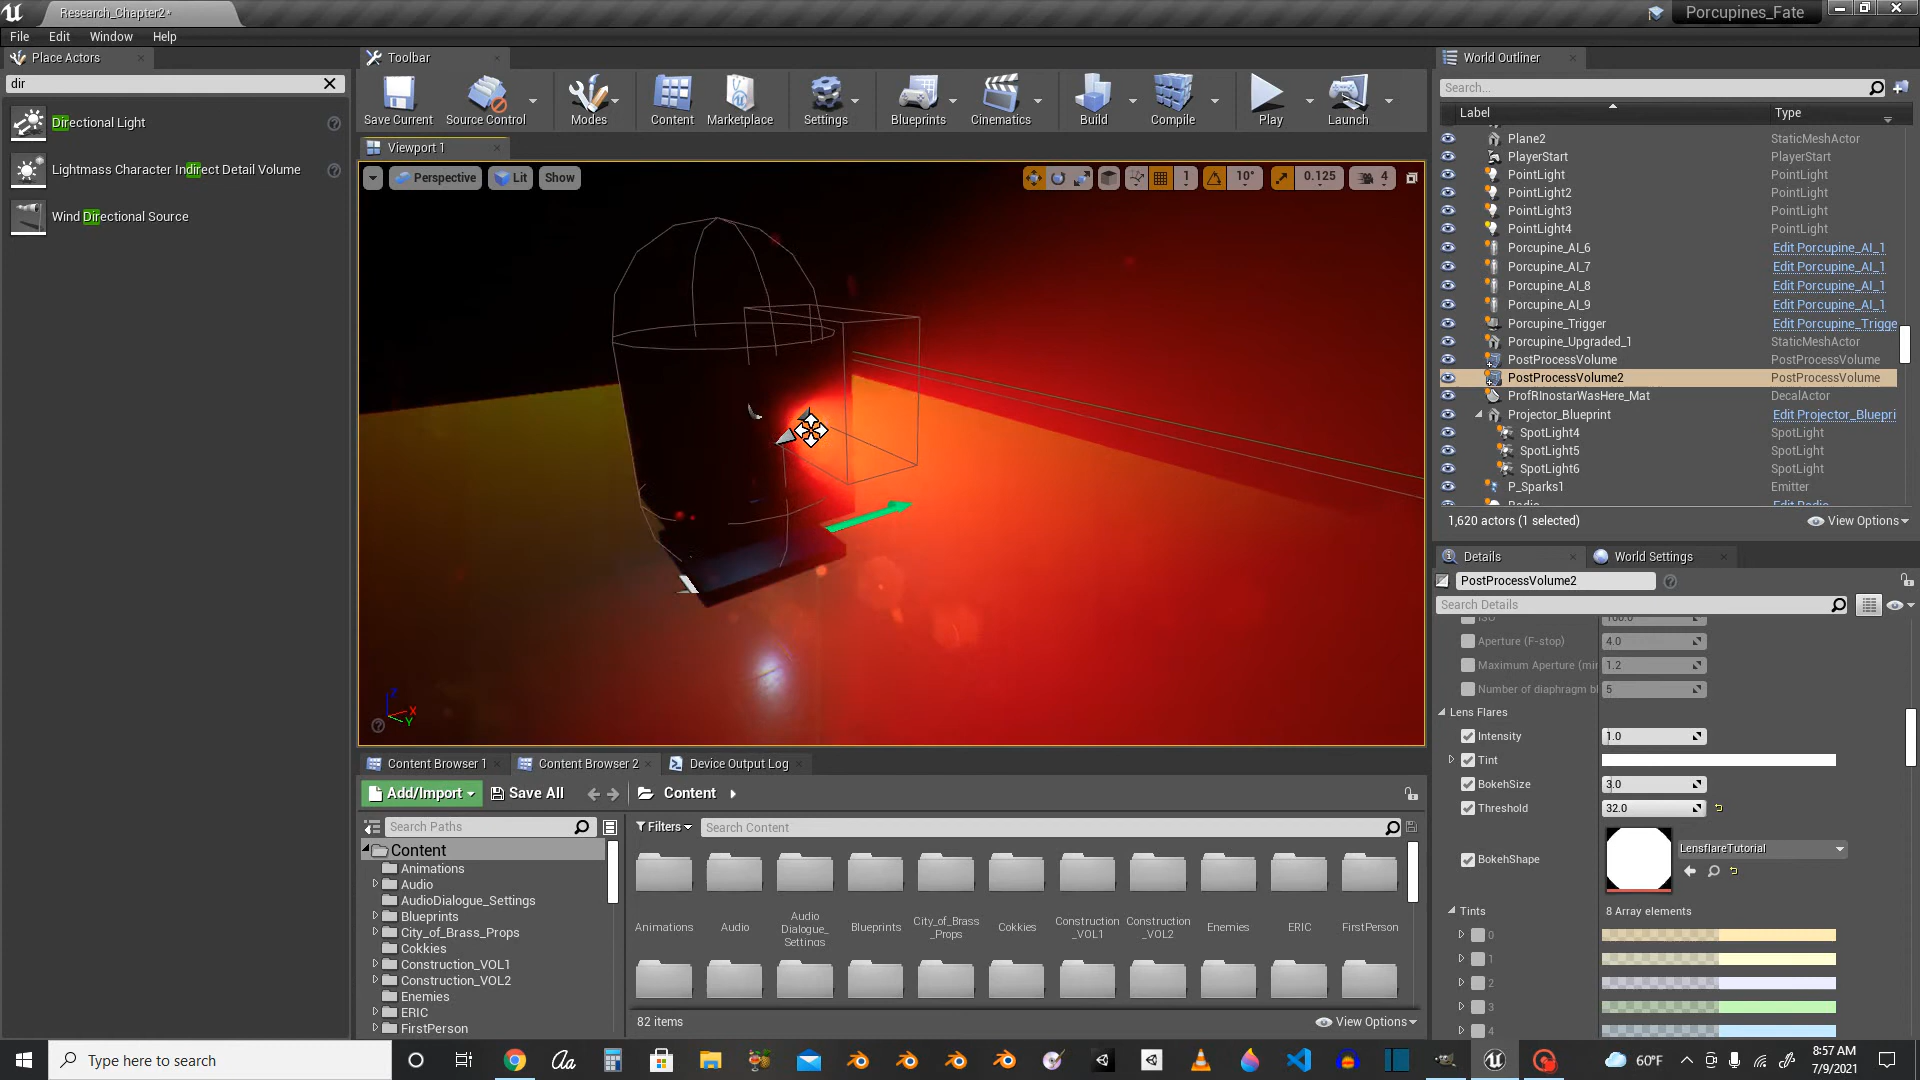 Research_Chapter2*
Porcupines_Fate
File Edit Window Help
Place Actors
Toolbar
World Outliner
dir
Directional Light
Lightmass Character Indirect Detail Volume
Wind Directional Source
Save Current
Source Control
Modes
Content
Marketplace
Settings
Blueprints
Cinematics
Build
Compile
Play
Launch
Viewport 1
Perspective
Lit
Show
1
10°
0.125
4
Search...
Label Type
Plane2 StaticMeshActor
PlayerStart PlayerStart
PointLight PointLight
PointLight2 PointLight
PointLight3 PointLight
PointLight4 PointLight
Porcupine_AI_6 Edit Porcupine_AI_1
Porcupine_AI_7 Edit Porcupine_AI_1
Porcupine_AI_8 Edit Porcupine_AI_1
Porcupine_AI_9 Edit Porcupine_AI_1
Porcupine_Trigger Edit Porcupine_Trigge
Porcupine_Upgraded_1 StaticMeshActor
PostProcessVolume PostProcessVolume
PostProcessVolume2 PostProcessVolume
ProfRInostarWasHere_Mat DecalActor
Projector_Blueprint Edit Projector_Bluepri
SpotLight4 SpotLight
SpotLight5 SpotLight
SpotLight6 SpotLight
P_Sparks1 Emitter
1,620 actors (1 selected)
View Options
Details
World Settings
PostProcessVolume2
Search Details
ISO 100.0
Aperture (F-stop) 4.0
Maximum Aperture (min 1.2
Number of diaphragm bl 5
Lens Flares
Intensity 1.0
Tint
BokehSize 3.0
Threshold 32.0
BokehShape
LensflareTutorial
Tints 8 Array elements
0
1
2
3
4
X
Y
Content Browser 1
Content Browser 2
Device Output Log
Add/Import
Save All
Content
Search Paths
Filters
Search Content
Content
Animations
Audio
AudioDialogue_Settings
Blueprints
City_of_Brass_Props
Cokkies
Construction_VOL1
Construction_VOL2
Enemies
ERIC
FirstPerson
Animations
Audio
Audio
Dialogue_
Settings
Blueprints
City_of_Brass
_Props
Cokkies
Construction
_VOL1
Construction
_VOL2
Enemies
ERIC
FirstPerson
82 items
View Options
Type here to search
60°F
8:57 AM
7/9/2021